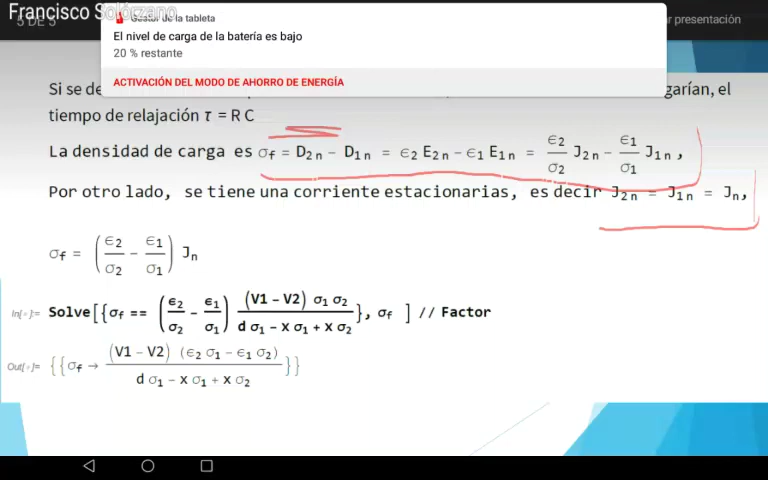 Francisco Solórzano
5 DE 5
Gestor de la tableta
r presentación
El nivel de carga de la batería es bajo
20 % restante
ACTIVACIÓN DEL MODO DE AHORRO DE ENERGÍA
Si se de garían, el
tiempo de relajación τ = R C
La densidad de carga es σf = D2n − D1n = ϵ2 E2n − ϵ1 E1n = ϵ2/σ2 J2n − ϵ1/σ1 J1n ,
Por otro lado, se tiene una corriente estacionarias, es decir J2n = J1n = Jn,
σf = (ϵ2/σ2 − ϵ1/σ1) Jn
In[•]:= Solve[{σf == (ϵ2/σ2 − ϵ1/σ1) (V1 − V2) σ1 σ2 / d σ1 − x σ1 + x σ2}, σf ] // Factor
Out[•]= {{σf → (V1 − V2) (ϵ2 σ1 − ϵ1 σ2) / d σ1 − x σ1 + x σ2}}